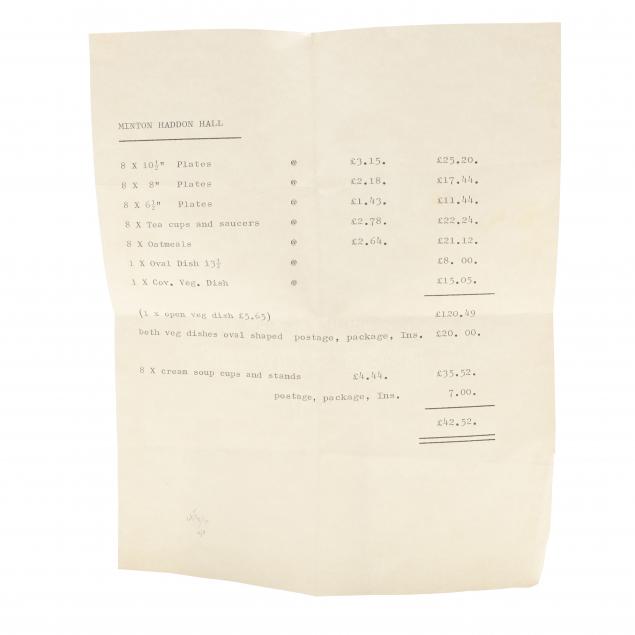 MINTON HADDON HALL
8 X 10½" Plates @ £3.15. £25.20.
8 X 8" Plates @ £2.18. £17.44.
8 X 6½" Plates @ £1.43. £11.44.
8 X Tea cups and saucers @ £2.78. £22.24.
8 X Oatmeals @ £2.64. £21.12.
1 X Oval Dish 13½ @ £8. 00.
1 X Cov. Veg. Dish @ £15.05.
(1 x open veg dish £5.65) £120.49
both veg dishes oval shaped postage, package, Ins. £20. 00.
8 X cream soup cups and stands £4.44. £35.52.
postage, package, Ins. 7.00.
£42.52.